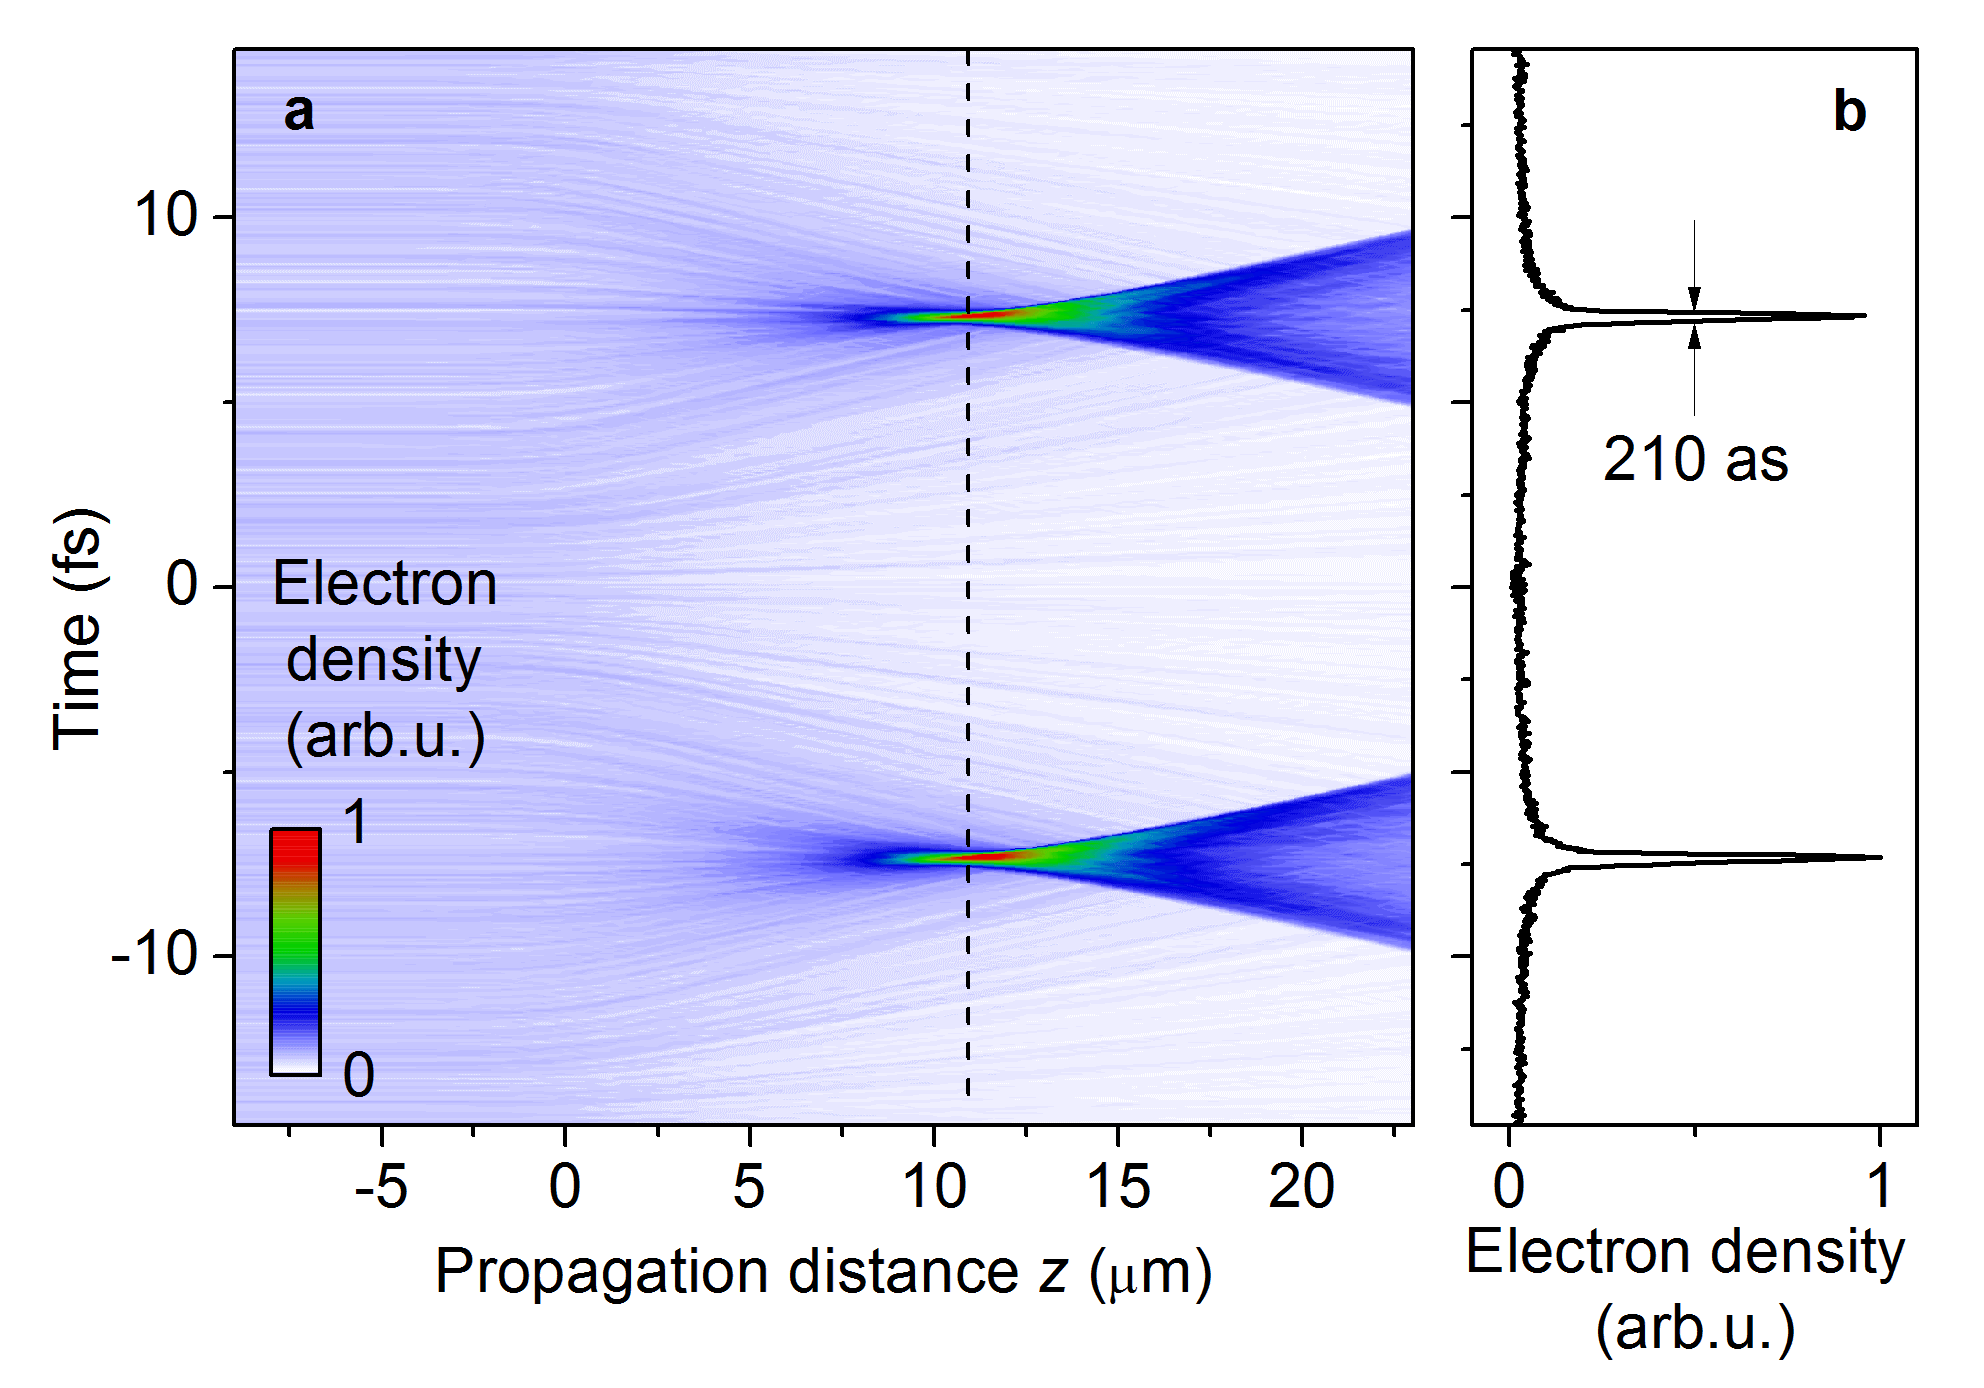 a
b
10
0
-10
Time (fs)
Electron
density
(arb.u.)
1
0
210 as
-5
0
5
10
15
20
Propagation distance z (μm)
0
1
Electron density
(arb.u.)